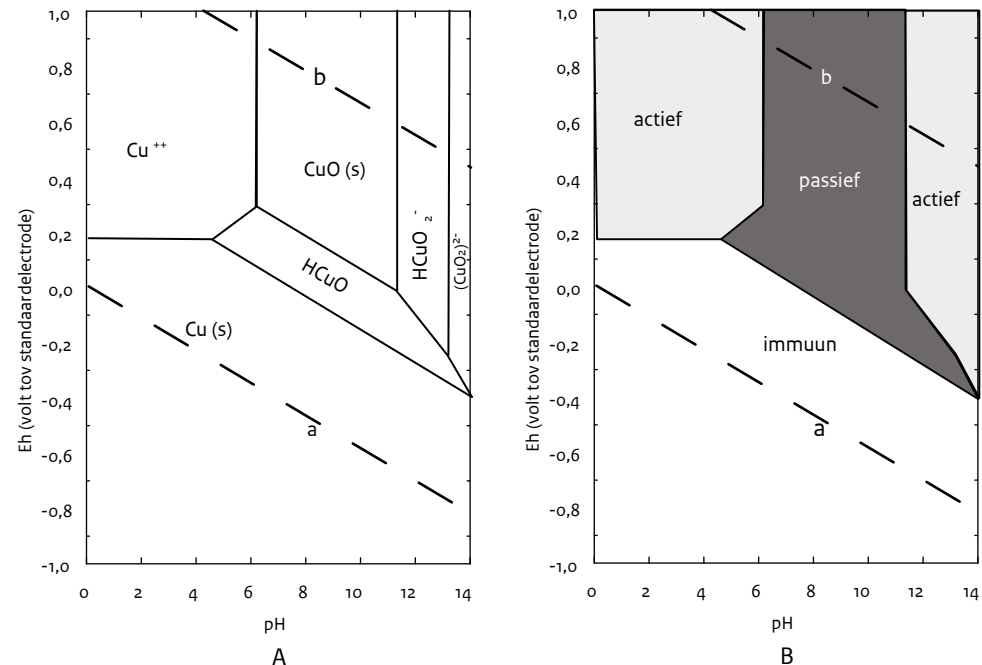 Eh (volt tov standaardelectrode)
1,0
0,8
0,6
0,4
0,2
0,0
-0,2
-0,4
-0,6
-0,8
-1,0
b
Cu ++
CuO (s)
HCuO 2 -
(CuO2)2-
HCuO
Cu (s)
a
0 2 4 6 8 10 12 14
pH
A
Eh (volt tov standaardelectrode)
1,0
0,8
0,6
0,4
0,2
0,0
-0,2
-0,4
-0,6
-0,8
-1,0
b
actief
passief
actief
immuun
a
0 2 4 6 8 10 12 14
pH
B